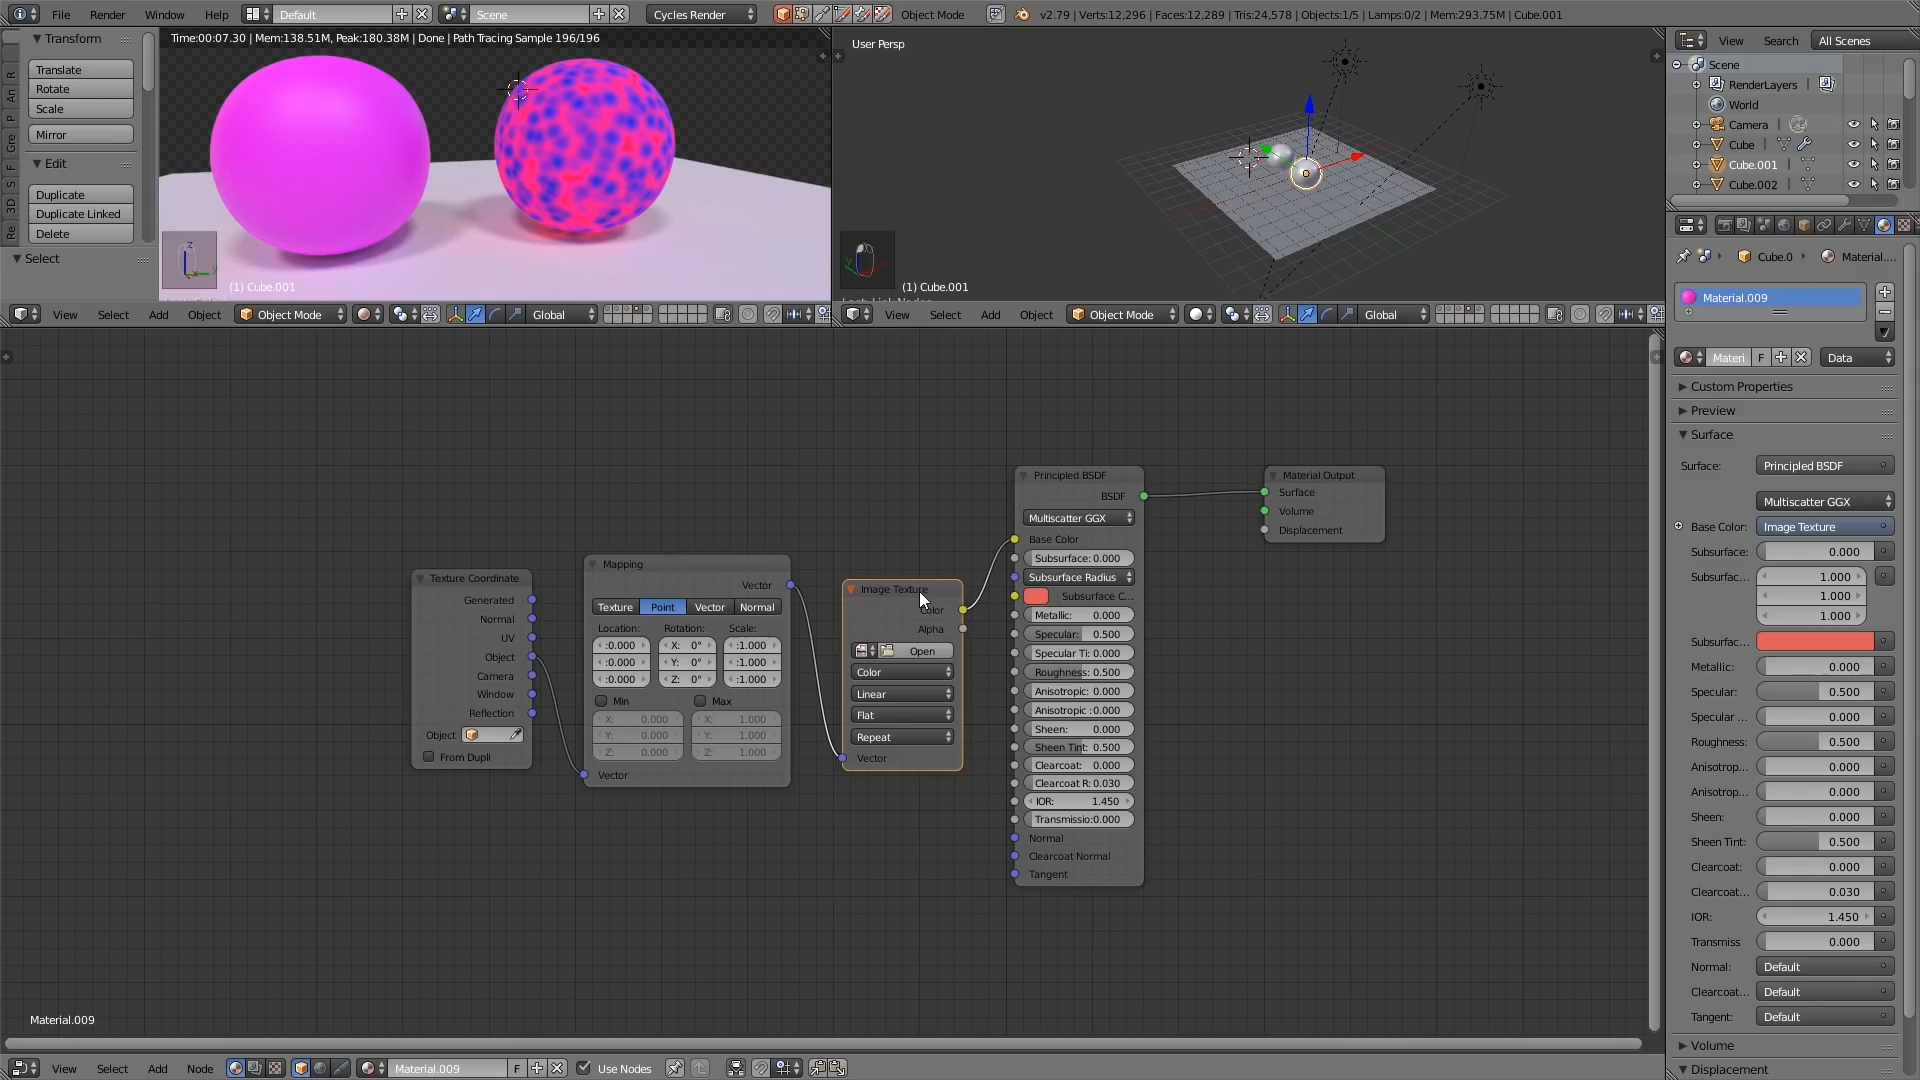 File Render Window Help Default Scene Cycles Render Object Mode v2.79 | Verts:12,296 | Faces:12,289 | Tris:24,578 | Objects:1/5 | Lamps:0/2 | Mem:293.75M | Cube.001
Transform
Translate
Rotate
Scale
Mirror
Edit
Duplicate
Duplicate Linked
Delete
Select
R
An
P
Gre
F
S
3D
Re
Time:00:07.30 | Mem:138.51M, Peak:180.38M | Done | Path Tracing Sample 196/196
(1) Cube.001
View Select Add Object Object Mode Global
User Persp
(1) Cube.001
View Select Add Object Object Mode Global
View Search All Scenes
Scene
RenderLayers
World
Camera
Cube
Cube.001
Cube.002
Cube.0 Material....
Material.009
Materi F Data
Custom Properties
Preview
Surface
Surface: Principled BSDF
Multiscatter GGX
Base Color: Image Texture
Subsurface: 0.000
Subsurfac... 1.000
1.000
1.000
Subsurfac...
Metallic: 0.000
Specular: 0.500
Specular ... 0.000
Roughness: 0.500
Anisotrop... 0.000
Anisotrop... 0.000
Sheen: 0.000
Sheen Tint: 0.500
Clearcoat: 0.000
Clearcoat... 0.030
IOR: 1.450
Transmiss 0.000
Normal: Default
Clearcoat... Default
Tangent: Default
Volume
Displacement
Texture Coordinate
Generated
Normal
UV
Object
Camera
Window
Reflection
Object
From Dupli
Mapping
Vector
Texture Point Vector Normal
Location: Rotation: Scale:
:0.000 X: 0° :1.000
:0.000 Y: 0° :1.000
:0.000 Z: 0° :1.000
Min Max
X: 0.000 X: 1.000
Y: 0.000 Y: 1.000
Z: 0.000 Z: 1.000
Vector
Image Texture
Color
Alpha
Open
Color
Linear
Flat
Repeat
Vector
Principled BSDF
BSDF
Multiscatter GGX
Base Color
Subsurface: 0.000
Subsurface Radius
Subsurface C...
Metallic: 0.000
Specular: 0.500
Specular Ti: 0.000
Roughness: 0.500
Anisotropic: 0.000
Anisotropic :0.000
Sheen: 0.000
Sheen Tint: 0.500
Clearcoat: 0.000
Clearcoat R: 0.030
IOR: 1.450
Transmissio:0.000
Normal
Clearcoat Normal
Tangent
Material Output
Surface
Volume
Displacement
Material.009
View Select Add Node Material.009 F Use Nodes